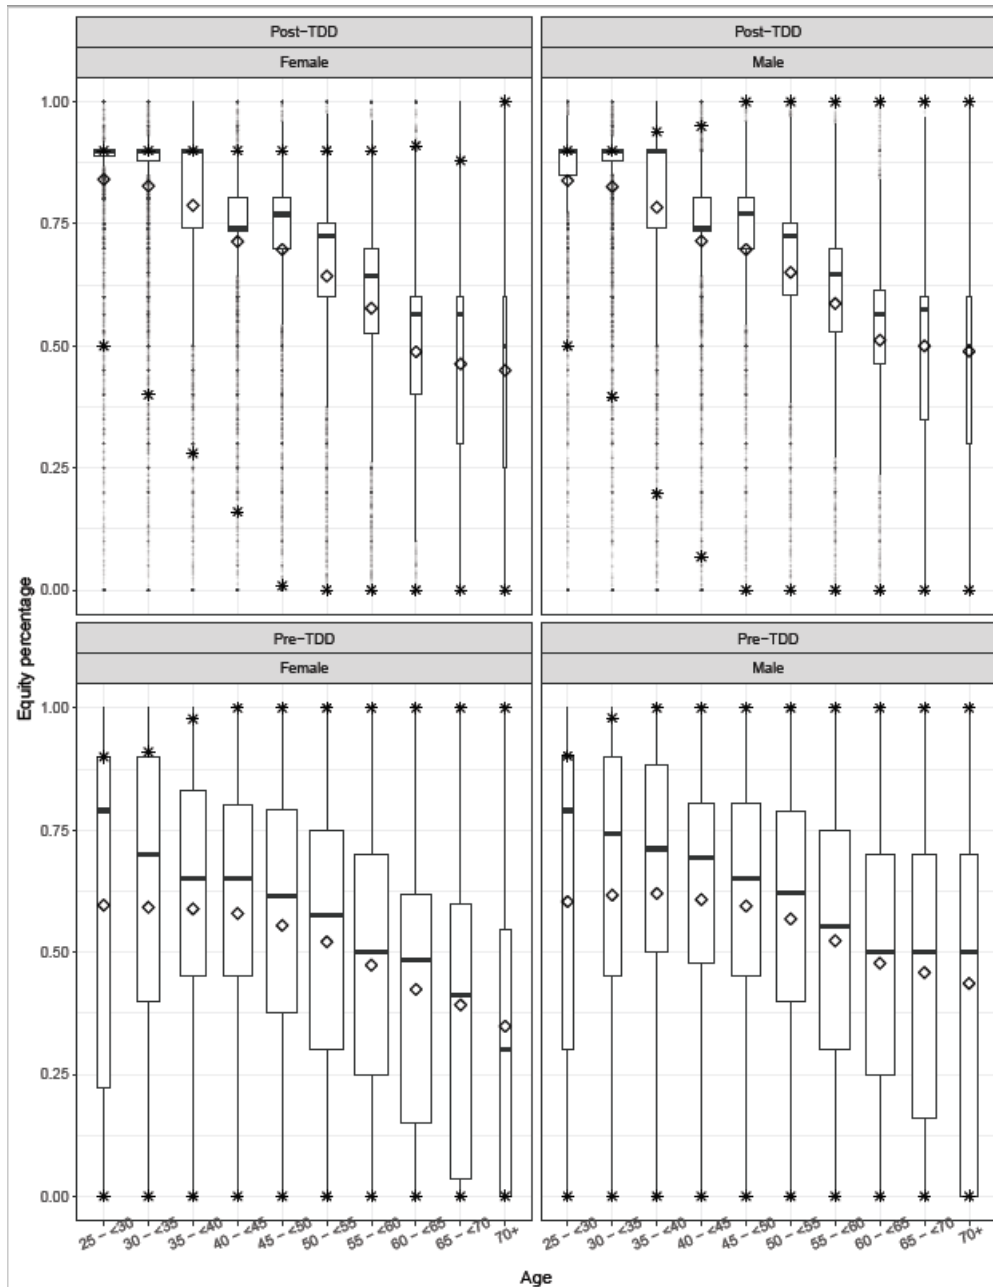 Post-TDD
Post-TDD
Female
Male
1.00
0.75
0.50
0.25
0.00
Equity percentage
Pre-TDD
Pre-TDD
Female
Male
1.00
0.75
0.50
0.25
0.00
25 - <30
30 - <35
35 - <40
40 - <45
45 - <50
50 - <55
55 - <60
60 - <65
65 - <70
70+
25 - <30
30 - <35
35 - <40
40 - <45
45 - <50
50 - <55
55 - <60
60 - <65
65 - <70
70+
Age